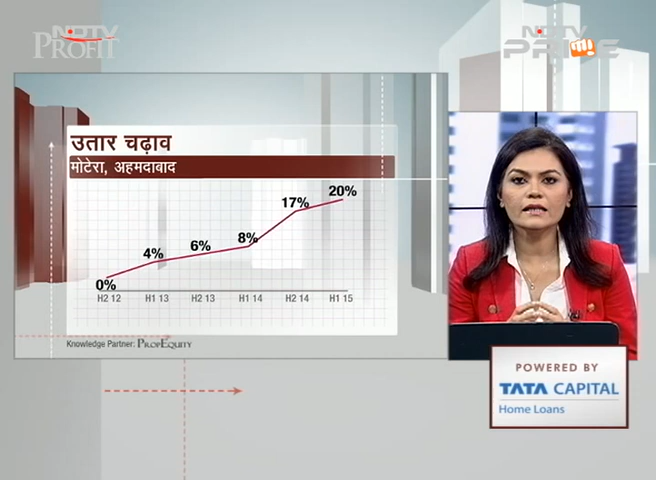 NDTV
PROFIT
NDTV
PRIME
उतार चढ़ाव
मोटेरा, अहमदाबाद
0%
4%
6%
8%
17%
20%
H2 12 H1 13 H2 13 H1 14 H2 14 H1 15
Knowledge Partner: PROPEQUITY
POWERED BY
TATA CAPITAL
Home Loans